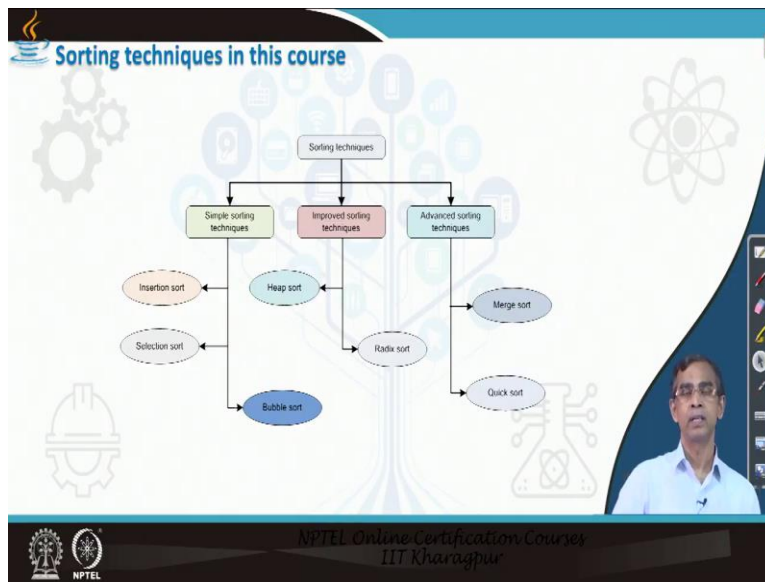 Sorting techniques in this course
Sorting techniques
Simple sorting
techniques
Improved sorting
techniques
Advanced sorting
techniques
Insertion sort
Heap sort
Merge sort
Selection sort
Radix sort
Quick sort
Bubble sort
NPTEL Online Certification Courses
IIT Kharagpur
NPTEL